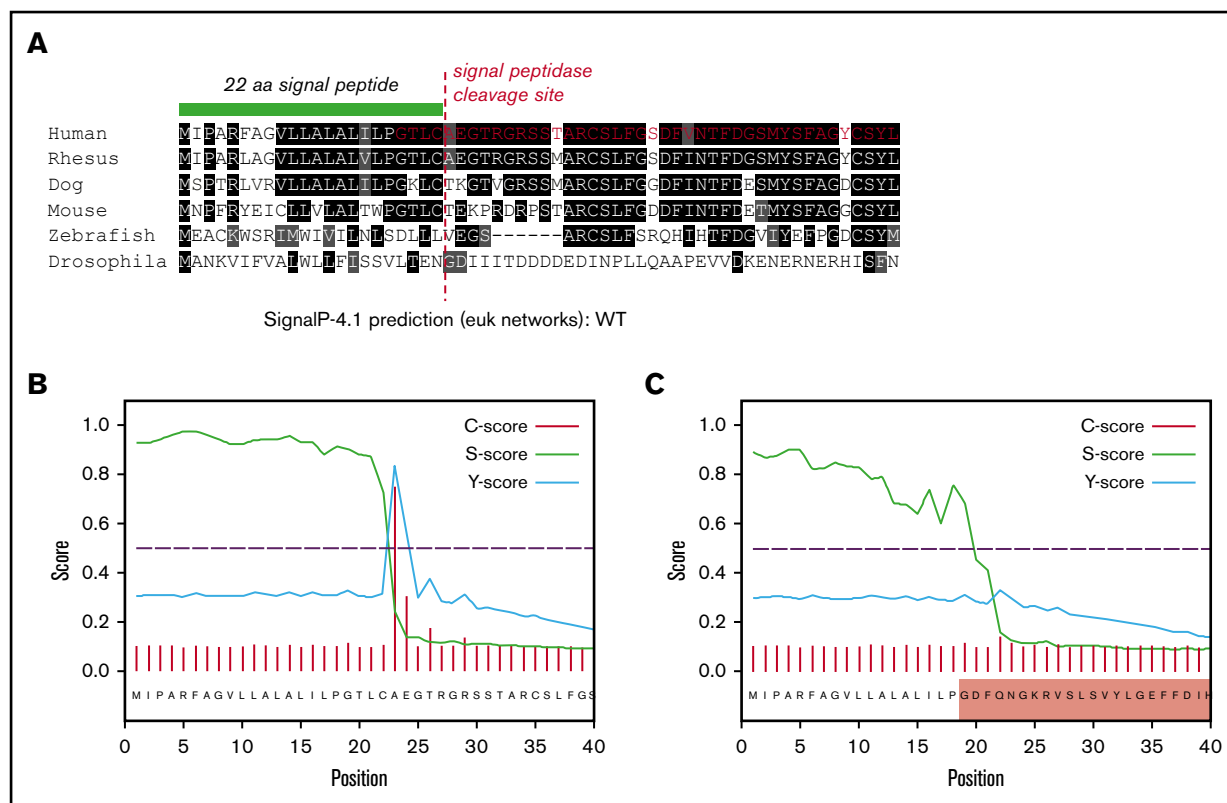 A
22 aa signal peptide
signal peptidase
cleavage site
Human MIPARFAGVLLALALILPGTLCAEGTRGRSSTARCSLFGSDFVNTFDGSMYSFAGYCSYL
Rhesus MIPARLAGVLLALALVLPGTLCAEGTRGRSSMARCSLFGSDFINTFDGSMYSFAGYCSYL
Dog MSPTRLVRVLLALALILPGKLCTKGTVGRSSMARCSLFGGDFINTFDESMYSFAGDCSYL
Mouse MNPFRYEICLLVLALTWPGTLCTEKPRDRPSTARCSLFGDDFINTFDETMYSFAGGCSYL
Zebrafish MEACKWSRIMWIVILNLSDLLLVEGS------ARCSLFSRQHIHTFDGVIYEFPGDCSYM
Drosophila MANKVIFVALWLLFISSVLTENGDIIITDDDDEDINPLLQAAPEVVDKENERNERHISFN
SignalP-4.1 prediction (euk networks): WT
B
1.0
0.8
0.6
0.4
0.2
0.0
Score
C-score
S-score
Y-score
MIPARFAGVLLALALILPGTLCAEGTRGRSSTARCSLFGS
0 5 10 15 20 25 30 35 40
Position
C
1.0
0.8
0.6
0.4
0.2
0.0
Score
C-score
S-score
Y-score
MIPARFAGVLLALALILPGDFQNGKRVSLSVYLGEFFDIH
0 5 10 15 20 25 30 35 40
Position